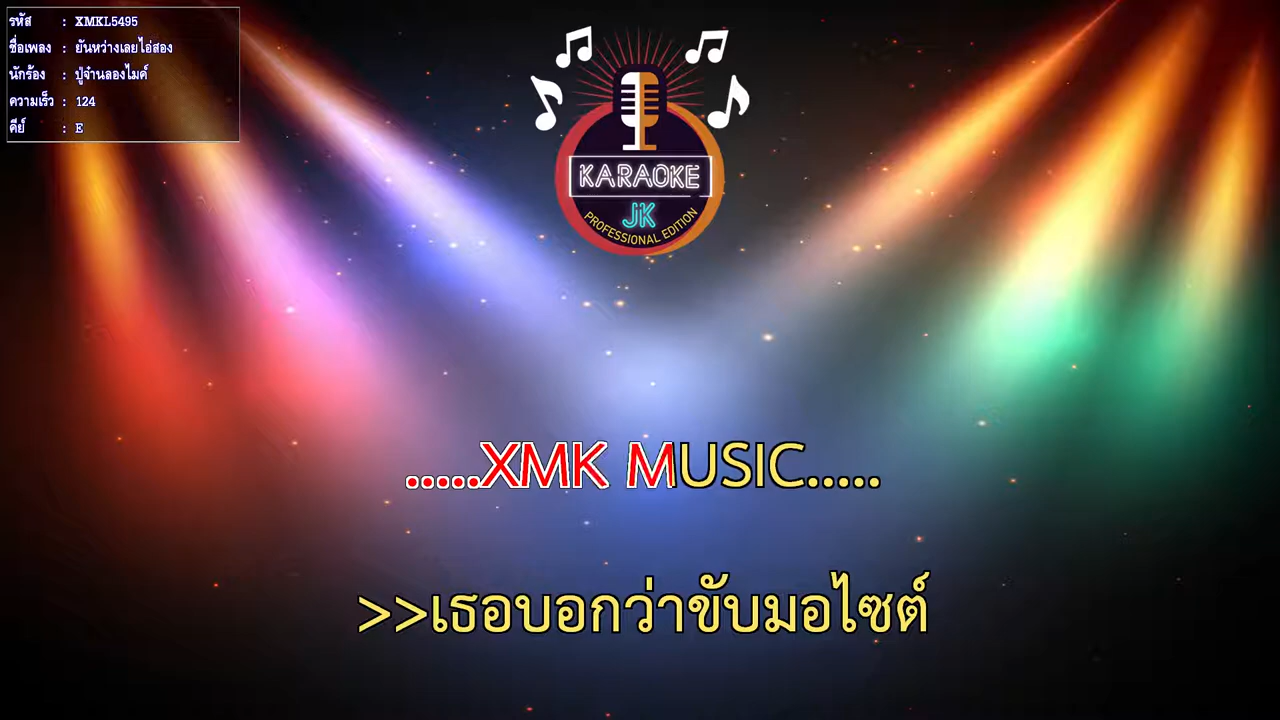 รหัส : XMKL5495
ชื่อเพลง : ยันหว่างเลยไอ่สอง
นักร้อง : ปู่จ๋านลองไมค์
ความเร็ว : 124
คีย์ : E
KARAOKE
JK
PROFESSIONAL EDITION
.....XMK MUSIC.....
>>เธอบอกว่าขับมอไซต์